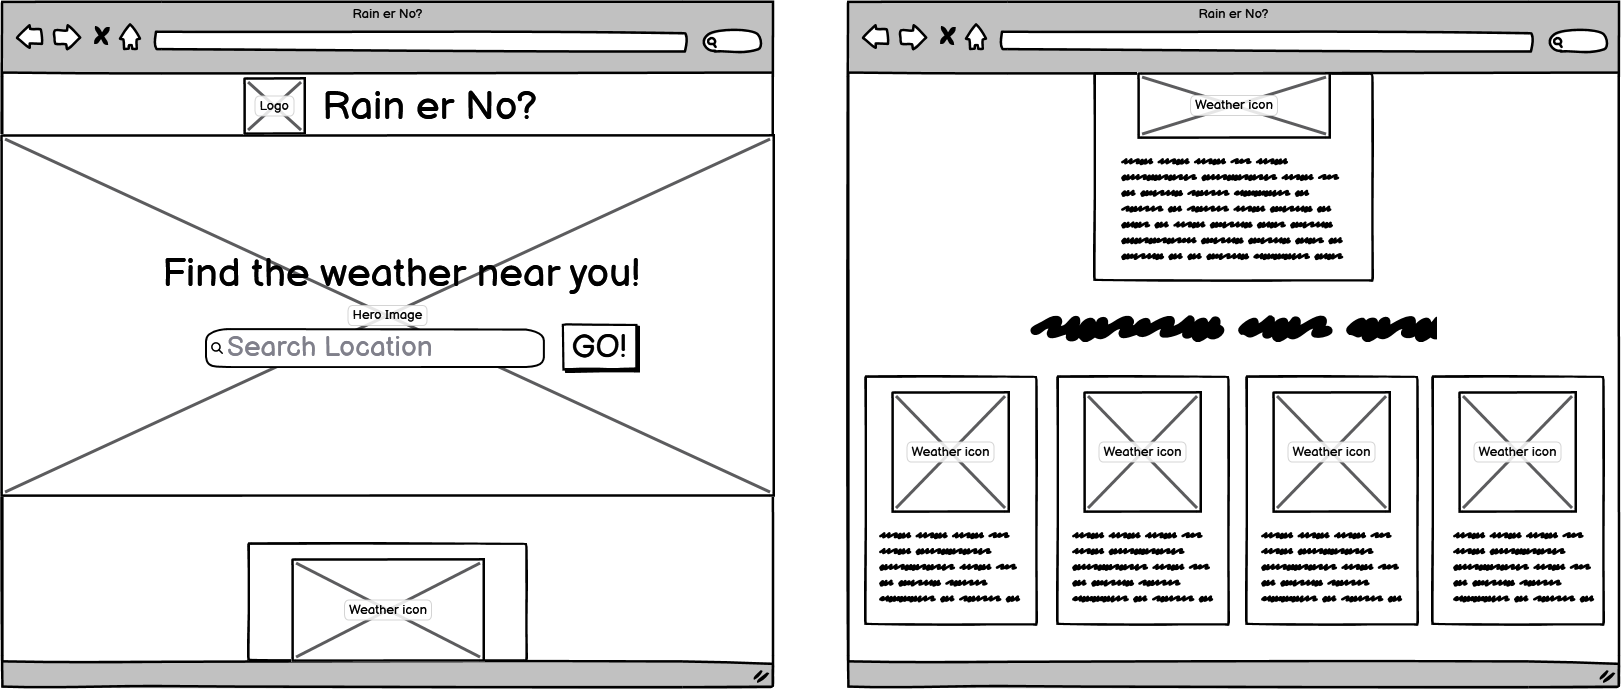 Rain er No?
Logo
Rain er No?
Find the weather near you!
Hero Image
Search Location
GO!
Weather icon
Rain er No?
Weather icon
Weather icon
Weather icon
Weather icon
Weather icon